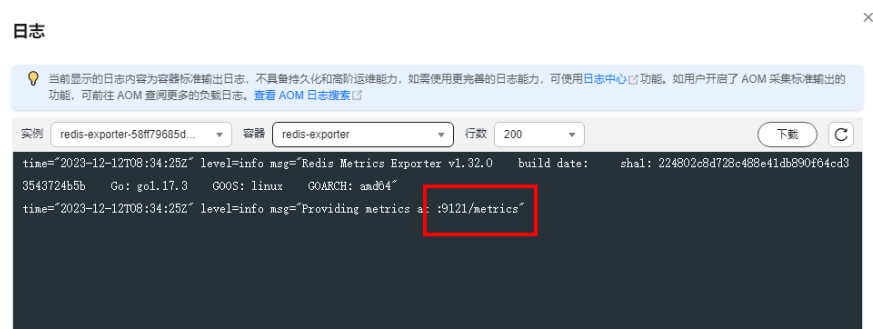 日志
当前显示的日志内容为容器标准输出日志，不具备持久化和高阶运维能力，如需使用更完善的日志能力，可使用日志中心功能。如用户开启了 AOM 采集标准输出的
功能，可前往 AOM 查阅更多的负载日志。查看 AOM 日志搜索
实例 redis-exporter-58ff79685d... 容器 redis-exporter 行数 200 下载
time="2023-12-12T08:34:25Z" level=info msg="Redis Metrics Exporter v1.32.0 build date: sha1: 224802c8d728c488e41db890f64cd3
3543724b5b Go: go1.17.3 GOOS: linux GOARCH: amd64"
time="2023-12-12T08:34:25Z" level=info msg="Providing metrics at :9121/metrics"